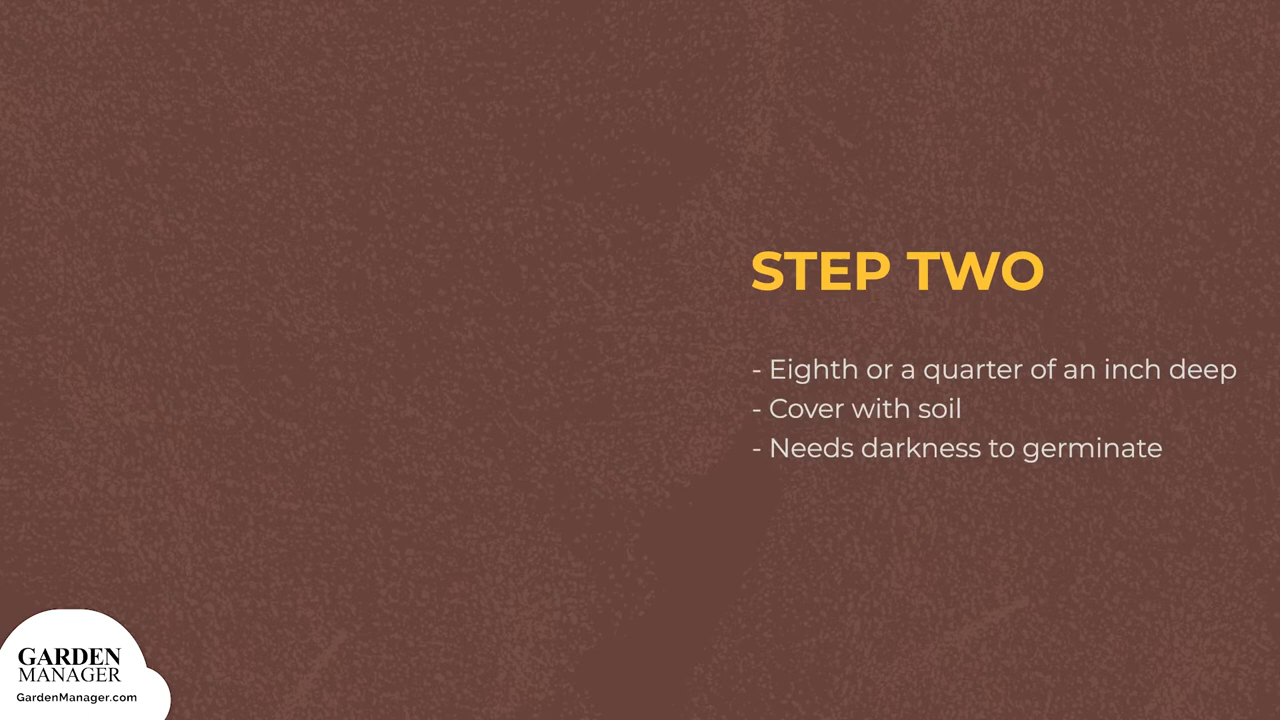 STEP TWO
- Eighth or a quarter of an inch deep
- Cover with soil
- Needs darkness to germinate
GARDEN
MANAGER
GardenManager.com